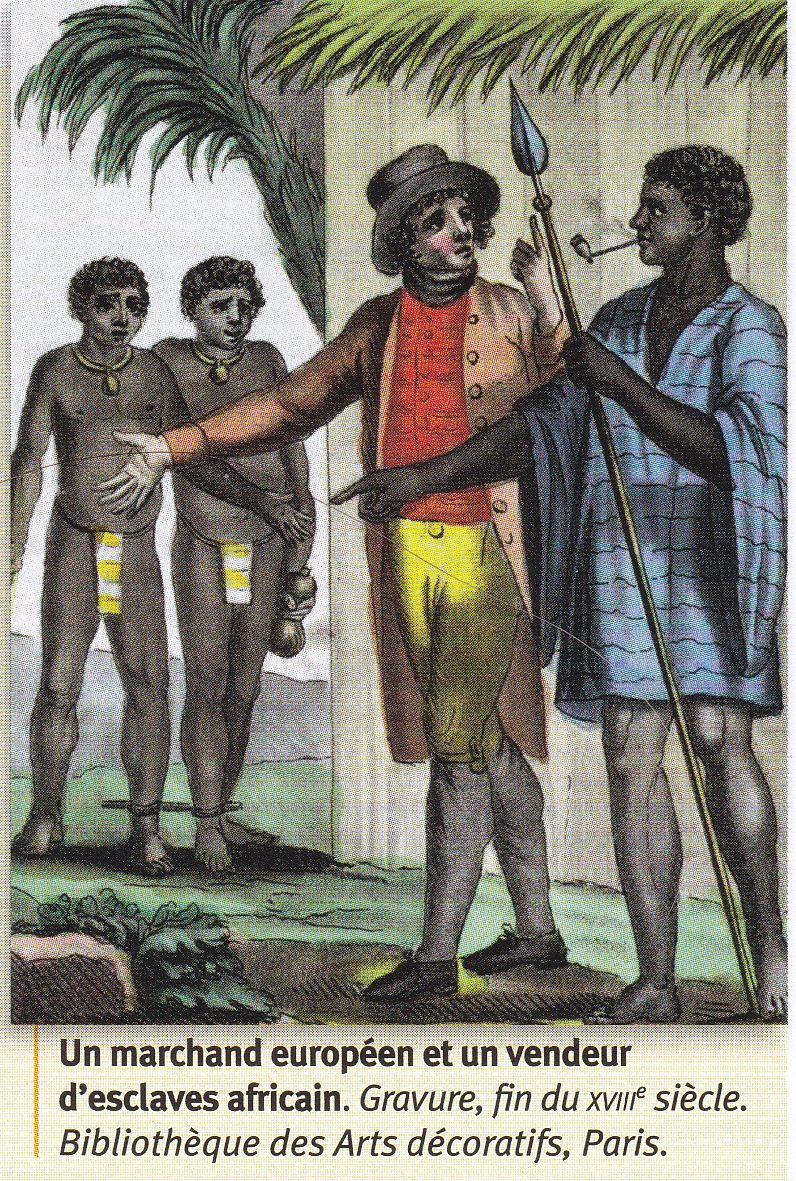 Un marchand européen et un vendeur
d’esclaves africain. Gravure, fin du XVIIIe siècle.
Bibliothèque des Arts décoratifs, Paris.